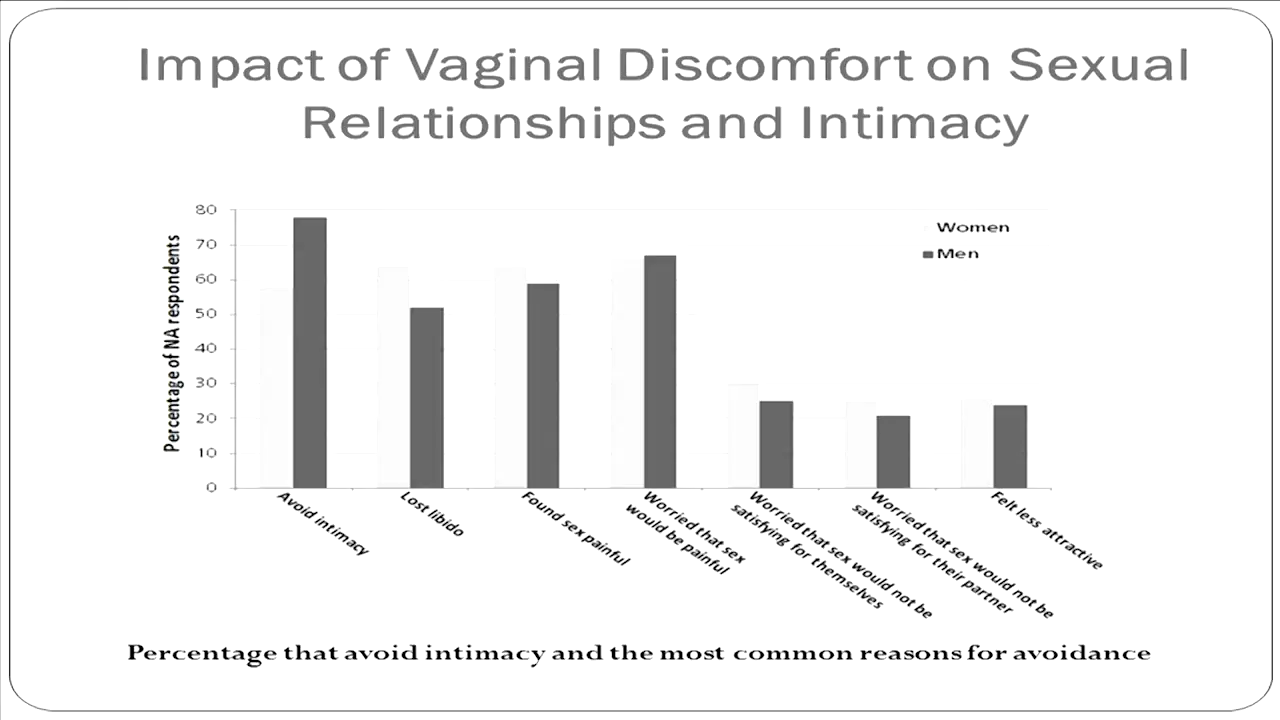 Impact of Vaginal Discomfort on Sexual
Relationships and Intimacy
Percentage of NA respondents
80
70
60
50
40
30
20
10
0
Women
Men
Avoid intimacy
Lost libido
Found sex painful
Worried that sex
would be painful
Worried that sex would not be
satisfying for themselves
Worried that sex would not be
satisfying for their partner
Felt less attractive
Percentage that avoid intimacy and the most common reasons for avoidance